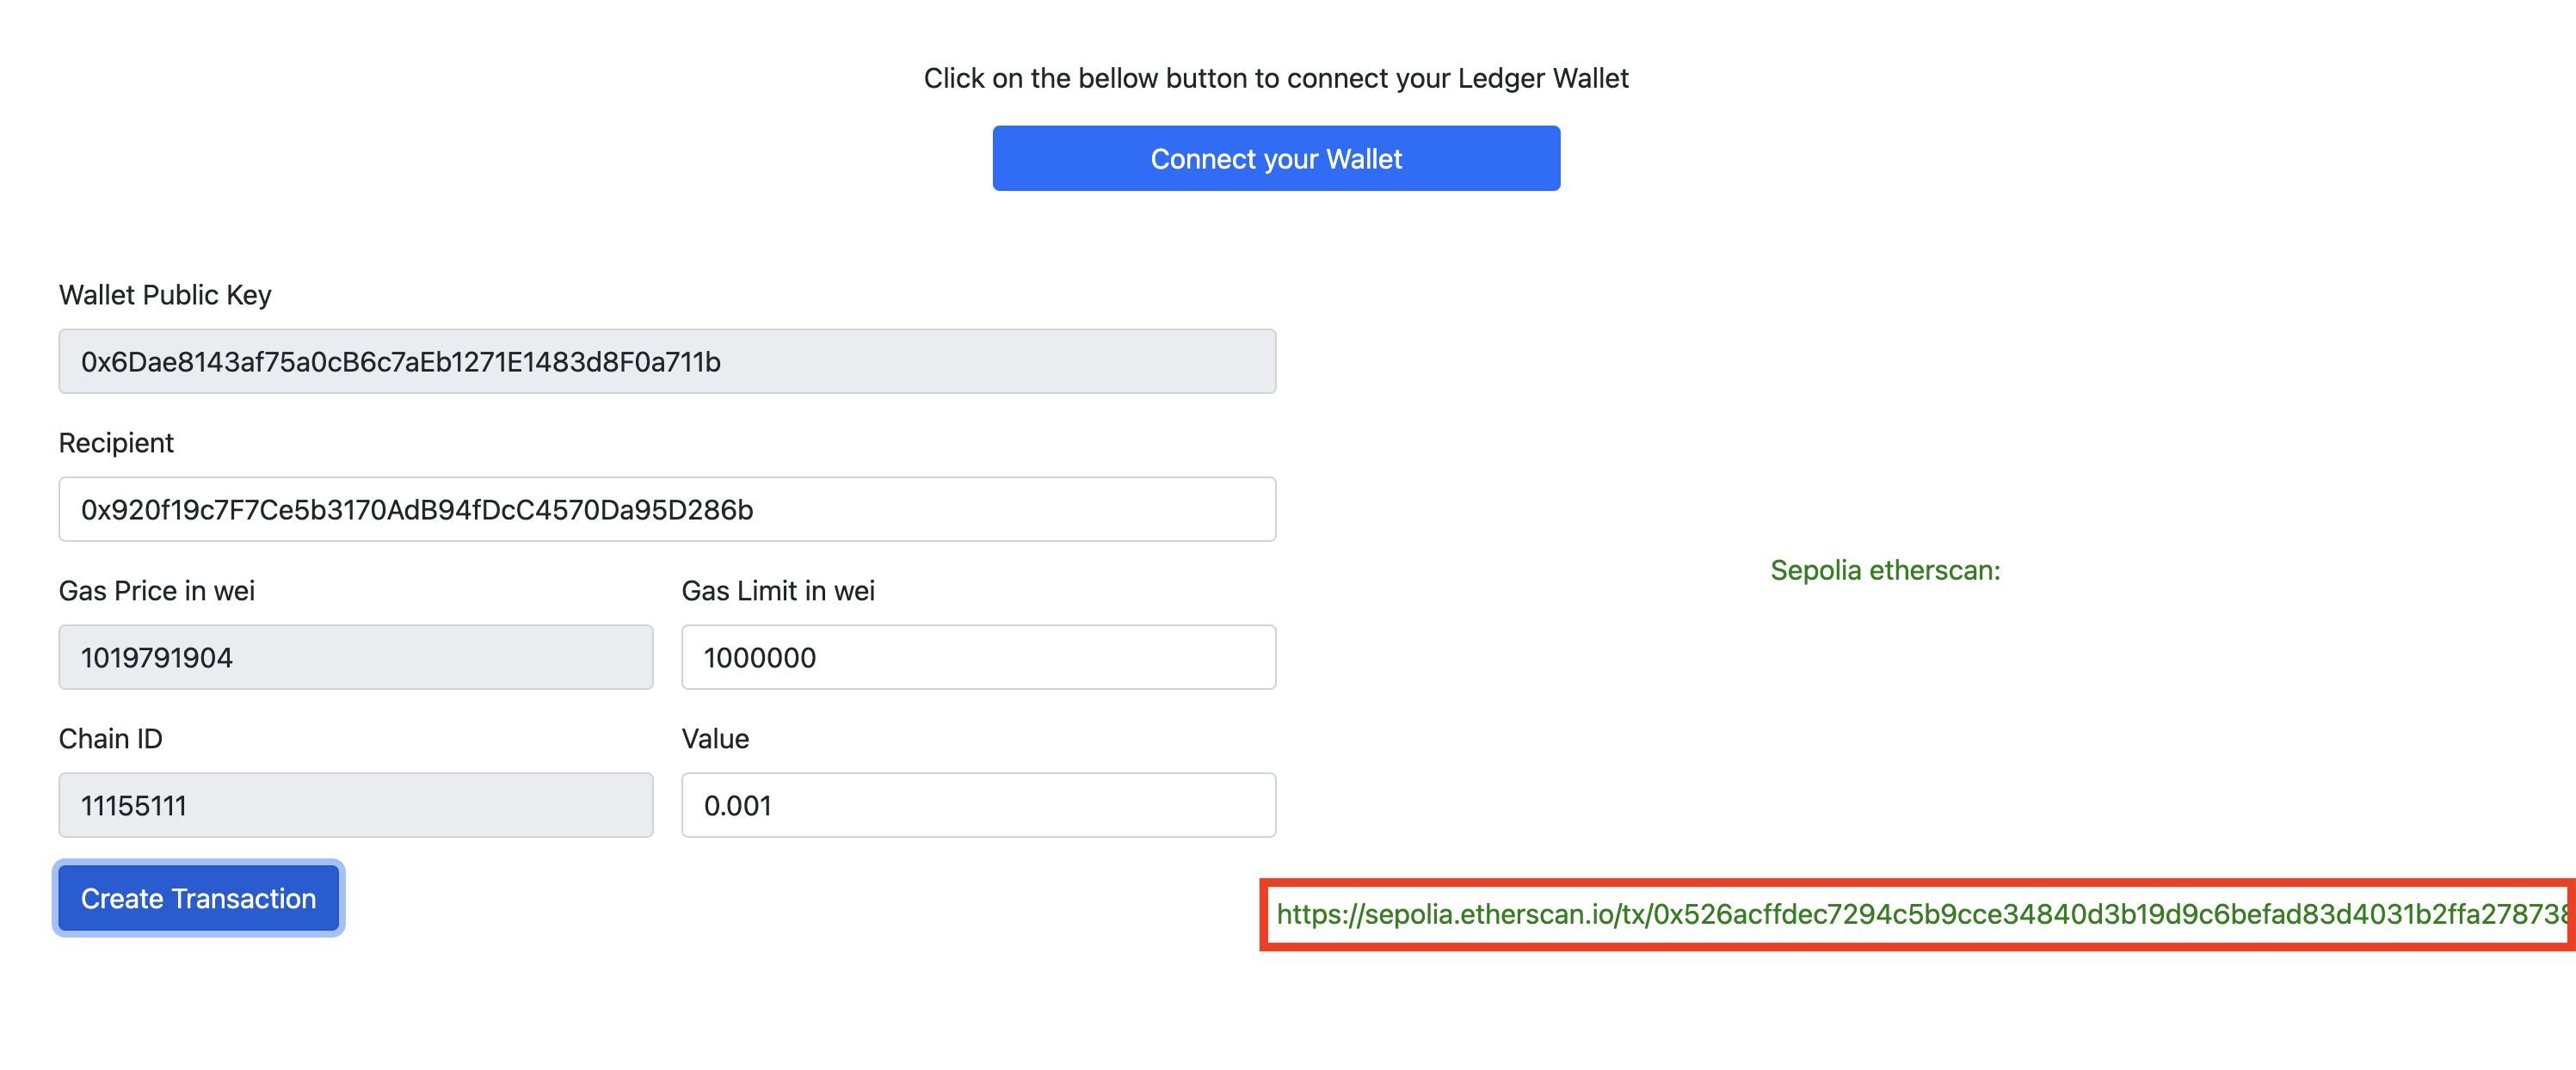 Click on the bellow button to connect your Ledger Wallet
Connect your Wallet
Wallet Public Key
0x6Dae8143af75a0cB6c7aEb1271E1483d8F0a711b
Recipient
0x920f19c7F7Ce5b3170AdB94fDcC4570Da95D286b
Sepolia etherscan:
Gas Price in wei
Gas Limit in wei
1019791904
1000000
Chain ID
Value
11155111
0.001
Create Transaction
https://sepolia.etherscan.io/tx/0x526acffdec7294c5b9cce34840d3b19d9c6befad83d4031b2ffa278738